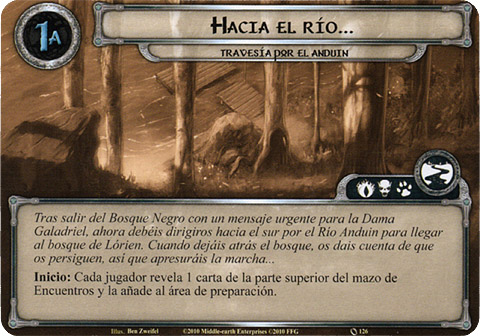 1A
HACIA EL RÍO...
TRAVESÍA POR EL ANDUIN
Tras salir del Bosque Negro con un mensaje urgente para la Dama
Galadriel, ahora debéis dirigiros hacia el sur por el Río Anduin para llegar
al bosque de Lórien. Cuando dejáis atrás el bosque, os dais cuenta de que
os persiguen, así que apresuráis la marcha...
Inicio: Cada jugador revela 1 carta de la parte superior del mazo de
Encuentros y la añade al área de preparación.
Illus. Ben Zweifel ©2010 Middle-earth Enterprises ©2010 FFG 126